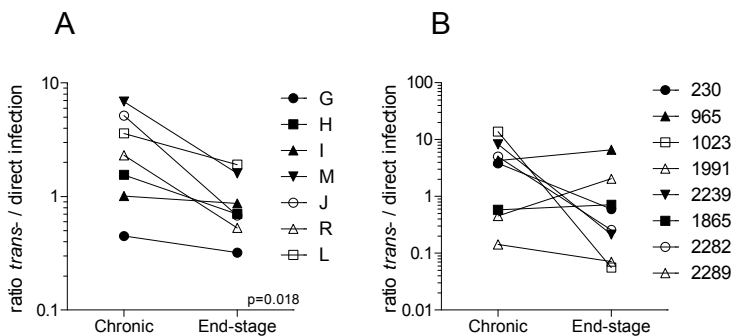 A
ratio trans- / direct infection
10
1
0.1
Chronic
End-stage
p=0.018
G
H
I
M
J
R
L
B
ratio trans- / direct infection
100
10
1
0.1
0.01
Chronic
End-stage
230
965
1023
1991
2239
1865
2282
2289